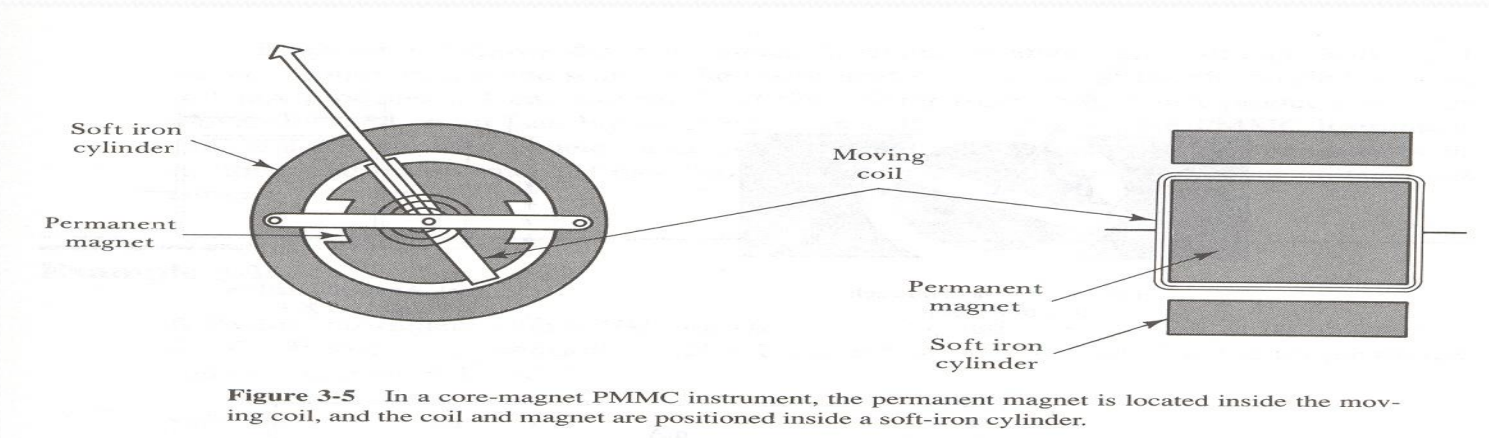 Soft iron
cylinder
Permanent
magnet
Moving
coil
Permanent
magnet
Soft iron
cylinder
Figure 3-5 In a core-magnet PMMC instrument, the permanent magnet is located inside the mov-
ing coil, and the coil and magnet are positioned inside a soft-iron cylinder.